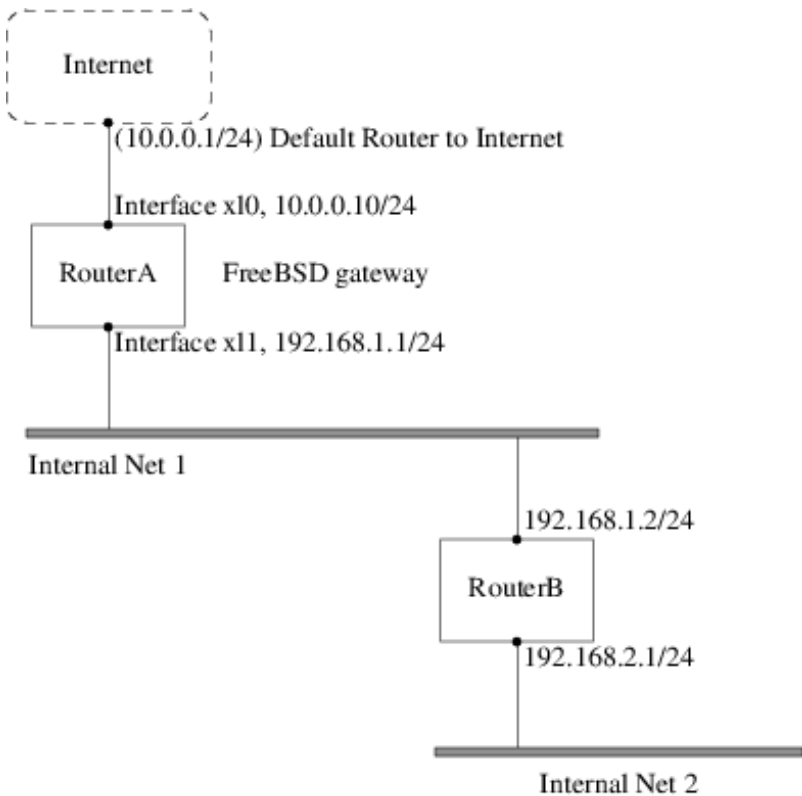 Internet
(10.0.0.1/24) Default Router to Internet
Interface xl0, 10.0.0.10/24
RouterA
FreeBSD gateway
Interface xl1, 192.168.1.1/24
Internal Net 1
192.168.1.2/24
RouterB
192.168.2.1/24
Internal Net 2